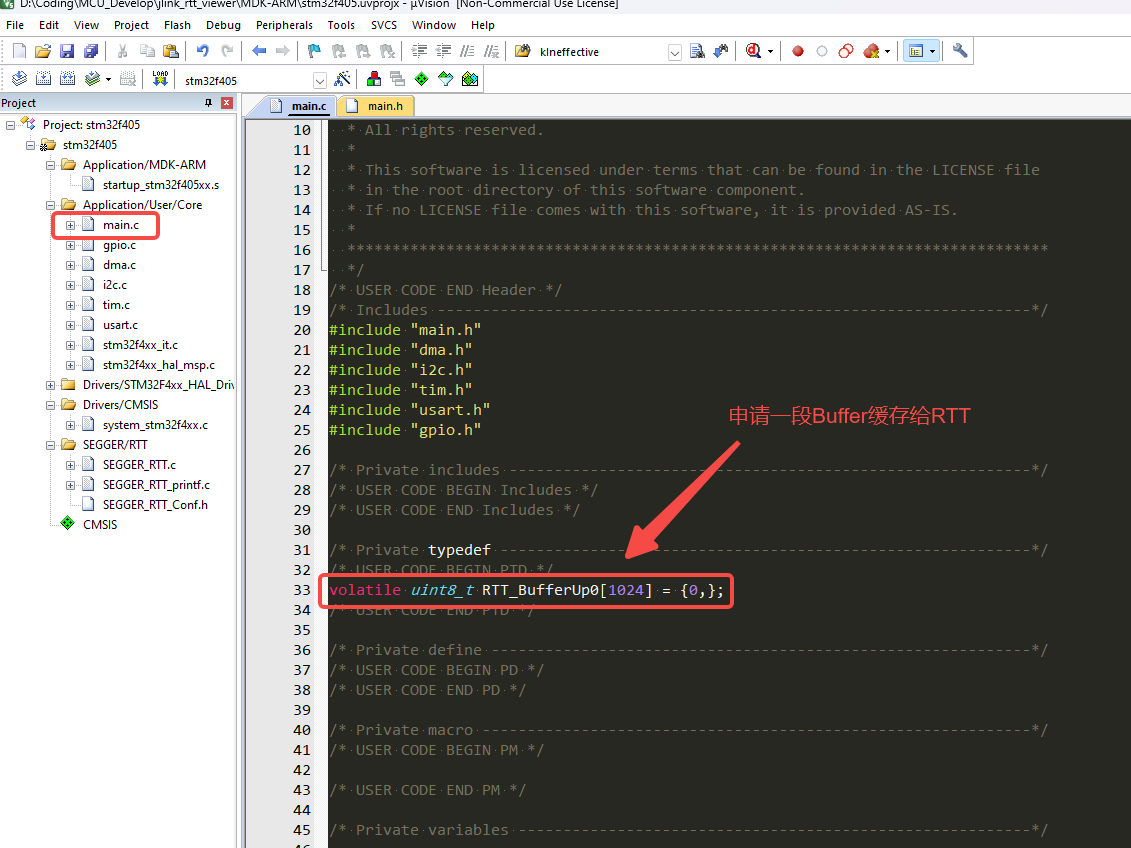 D:\Coding\MCU_Develop\jlink_rtt_viewer\MDK-ARM\stm32f405.uvprojx - µVision [Non-Commercial Use License]
File Edit View Project Flash Debug Peripherals Tools SVCS Window Help
kIneffective
LOAD
stm32f405
Project
main.c main.h
Project: stm32f405
stm32f405
Application/MDK-ARM
startup_stm32f405xx.s
Application/User/Core
main.c
gpio.c
dma.c
i2c.c
tim.c
usart.c
stm32f4xx_it.c
stm32f4xx_hal_msp.c
Drivers/STM32F4xx_HAL_Driv
Drivers/CMSIS
system_stm32f4xx.c
SEGGER/RTT
SEGGER_RTT.c
SEGGER_RTT_printf.c
SEGGER_RTT_Conf.h
CMSIS
10 * All rights reserved.
11 *
12 * This software is licensed under terms that can be found in the LICENSE file
13 * in the root directory of this software component.
14 * If no LICENSE file comes with this software, it is provided AS-IS.
15 *
16 ******************************************************************************
17 */
18 /* USER CODE END Header */
19 /* Includes ------------------------------------------------------------------*/
20 #include "main.h"
21 #include "dma.h"
22 #include "i2c.h"
23 #include "tim.h"
24 #include "usart.h"
25 #include "gpio.h"
26
27 /* Private includes ----------------------------------------------------------*/
28 /* USER CODE BEGIN Includes */
29 /* USER CODE END Includes */
30
31 /* Private typedef -----------------------------------------------------------*/
32 /* USER CODE BEGIN PTD */
33 volatile uint8_t RTT_BufferUp0[1024] = {0,};
34 /* USER CODE END PTD */
35
36 /* Private define ------------------------------------------------------------*/
37 /* USER CODE BEGIN PD */
38 /* USER CODE END PD */
39
40 /* Private macro -------------------------------------------------------------*/
41 /* USER CODE BEGIN PM */
42
43 /* USER CODE END PM */
44
45 /* Private variables ---------------------------------------------------------*/
申请一段Buffer缓存给RTT